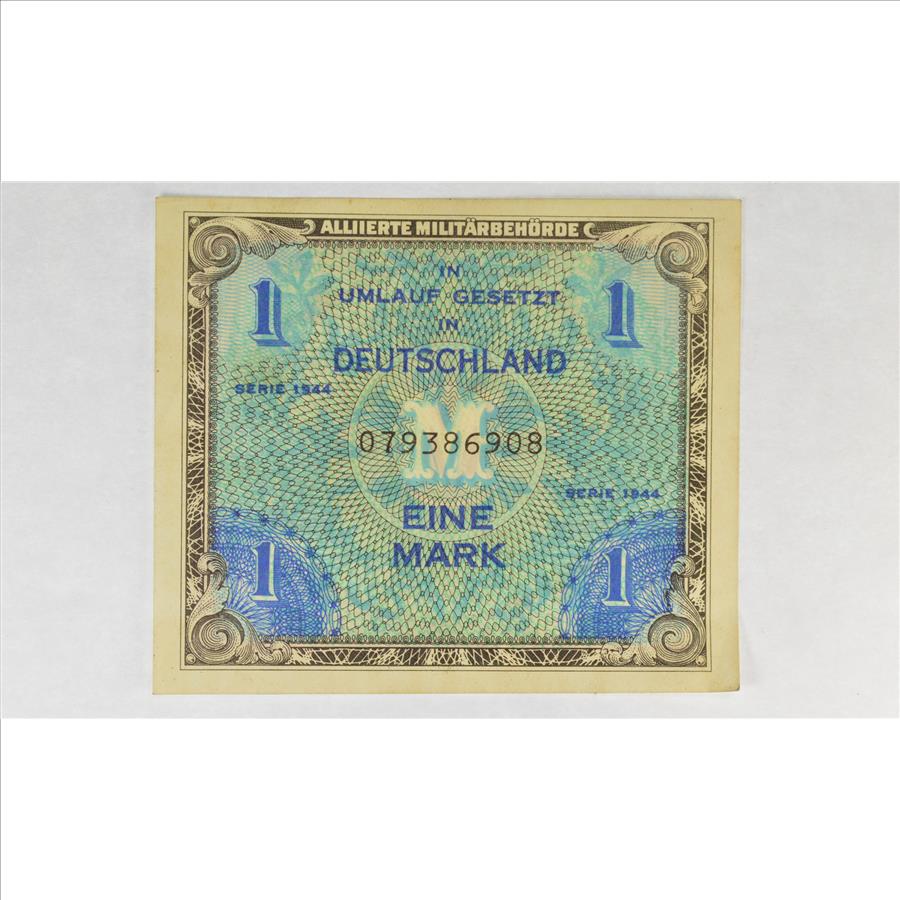 ALLIIERTE MILITÄRBEHÖRDE
IN
1 UMLAUF GESETZT 1
IN
DEUTSCHLAND
SERIE 1944
M
079386908
SERIE 1944
EINE
1 MARK 1